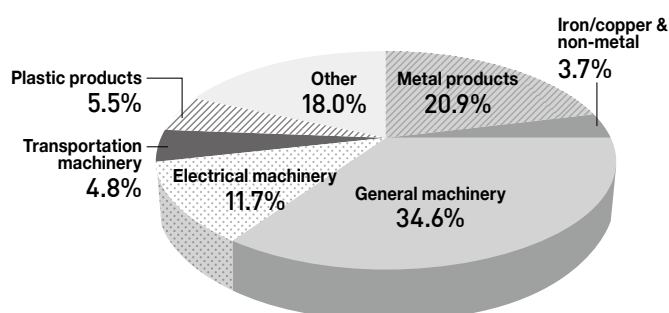 Iron/copper &
non-metal
3.7%
Metal products
20.9%
Other
18.0%
Plastic products
5.5%
Transportation
machinery
4.8%
Electrical machinery
11.7%
General machinery
34.6%